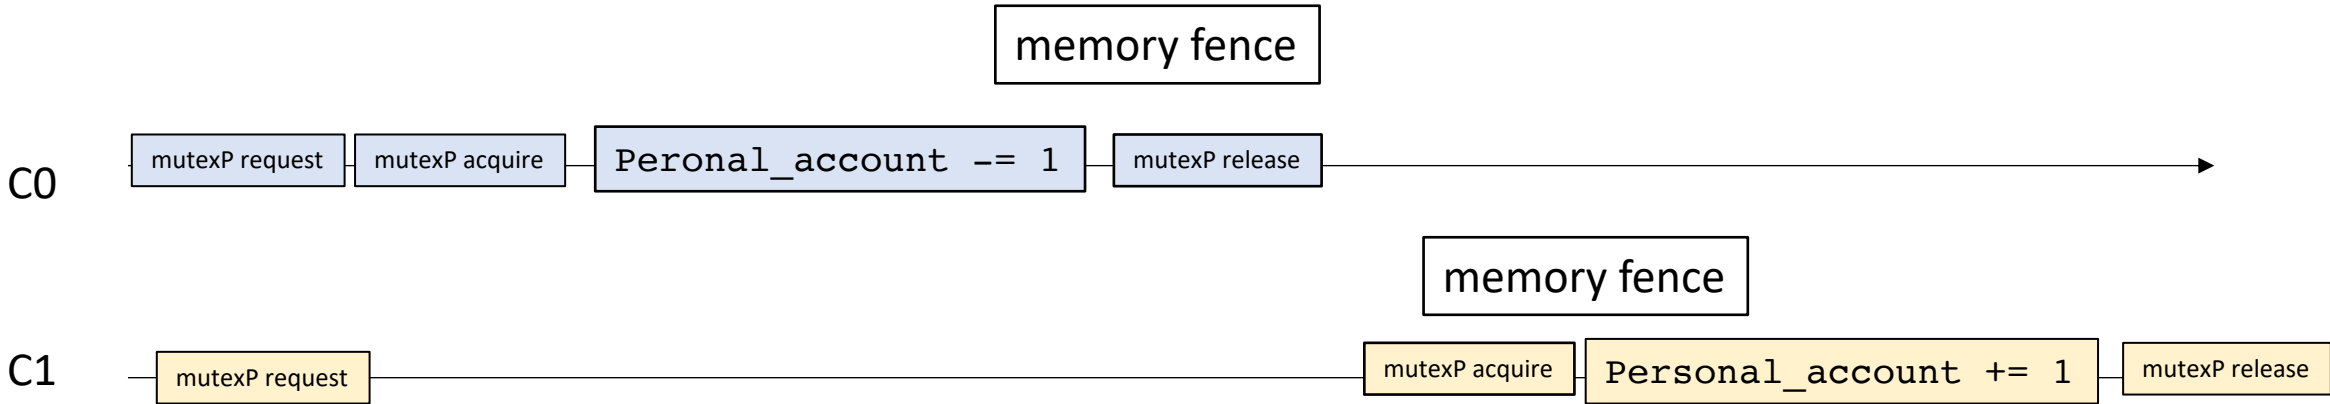 memory fence
C0
mutexP request
mutexP acquire
Peronal_account -= 1
mutexP release
memory fence
C1
mutexP request
mutexP acquire
Personal_account += 1
mutexP release